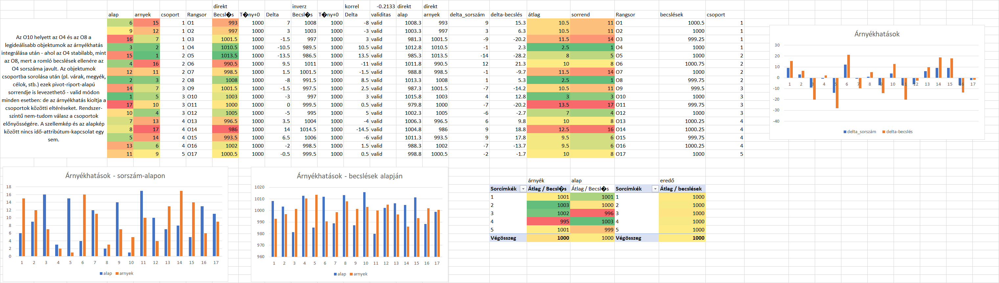 direkt inverz korrel -0.2133 direkt direkt
alap arnyek csoport Rangsor Becsl�s T�ny+0 Delta Becsl�s T�ny+0 Delta validitas alap arnyek delta_sorszám delta-becslés átlag sorrend Rangsor becslések csoport
6 15 1 O1 993 1000 7 1008 1000 -8 valid 1008.3 993 9 15.3 10.5 11 O1 1000.5 1
9 12 1 O2 997 1000 3 1003 1000 -3 valid 1003.3 997 3 6.3 10.5 11 O2 1000 1
16 7 1 O3 1001.5 1000 -1.5 997 1000 3 valid 981.3 1001.5 -9 -20.2 11.5 14 O3 999.25 1
3 2 1 O4 1010.5 1000 -10.5 989.5 1000 10.5 valid 1012.8 1010.5 -1 2.3 2.5 1 O4 1000 1
15 1 2 O5 1013.5 1000 -13.5 986.5 1000 13.5 valid 985.3 1013.5 -14 -28.2 8 5 O5 1000 2
4 16 2 O6 990.5 1000 9.5 1011 1000 -11 valid 1011.8 990.5 12 21.3 10 8 O6 1000.75 2
12 11 2 O7 998.5 1000 1.5 1001.5 1000 -1.5 valid 988.8 998.5 -1 -9.7 11.5 14 O7 1000 2
2 3 2 O8 1008 1000 -8 991.5 1000 8.5 valid 1013.3 1008 1 5.3 2.5 1 O8 999.75 2
14 7 3 O9 1001.5 1000 -1.5 997.5 1000 2.5 valid 987.3 1001.5 -7 -14.2 10.5 11 O9 999.5 3
1 5 3 O10 1003 1000 -3 997 1000 3 valid 1015.8 1003 4 12.8 3 3 O10 1000 3
17 10 3 O11 1000 1000 0 999.5 1000 0.5 valid 979.8 1000 -7 -20.2 13.5 17 O11 999.75 3
10 4 3 O12 1005 1000 -5 995 1000 5 valid 1002.3 1005 -6 -2.7 7 4 O12 1000 3
7 13 4 O13 996.5 1000 3.5 1004 1000 -4 valid 1006.3 996.5 6 9.8 10 8 O13 1000.25 4
8 17 4 O14 986 1000 14 1014.5 1000 -14.5 valid 1004.8 986 9 18.8 12.5 16 O14 1000.25 4
5 14 4 O15 993.5 1000 6.5 1006 1000 -6 valid 1011.3 993.5 9 17.8 9.5 6 O15 999.75 4
13 6 4 O16 1002 1000 -2 998.5 1000 1.5 valid 988.3 1002 -7 -13.7 9.5 6 O16 1000.25 4
11 9 5 O17 1000.5 1000 -0.5 999.5 1000 0.5 valid 998.8 1000.5 -2 -1.7 10 8 O17 1000 5
Az O10 helyett az O4 és az O8 a
legideálisabb objektumok az árnyékhatás
integrálása után - ahol az O4 stabilabb, mint
az O8, mert a romló becslések ellenére az
O4 sorszáma javult. Az objektumok
csoportba sorolása után (pl. várak, megyék,
célok, stb.) ezek pivot-riport-alapú
sorrendje is levezethető - valid módon
minden esetben: de az árnyékhatás kioltja a
csoportok közötti eltéréseket. Rendszer-
szintű nem-tudom válasz a csoportok
előnyösségére. A szellemkép és az alapkép
között nincs idő-attribútum-kapcsolat egy
sem.
Árnyékhatások
30
20
10
0
-10
-20
-30
-40
1 2 3 4 5 6 7 8 9 10 11 12 13 14 15 16 17
delta_sorszám delta-becslés
Árnyékhatások - sorszám-alapon
18
16
14
12
10
8
6
4
2
0
1 2 3 4 5 6 7 8 9 10 11 12 13 14 15 16 17
alap arnyek
Árnyékhatások - becslések alapján
1020
1010
1000
990
980
970
960
1 2 3 4 5 6 7 8 9 10 11 12 13 14 15 16 17
alap arnyek
árnyék alap eredő
Sorcímkék Átlag / Becsl�s Átlag / Becsl�s Sorcímkék Átlag / becslések
1 1001 1001 1 1000
2 1003 1000 2 1000
3 1002 996 3 1000
4 995 1003 4 1000
5 1001 999 5 1000
Végösszeg 1000 1000 Végösszeg 1000